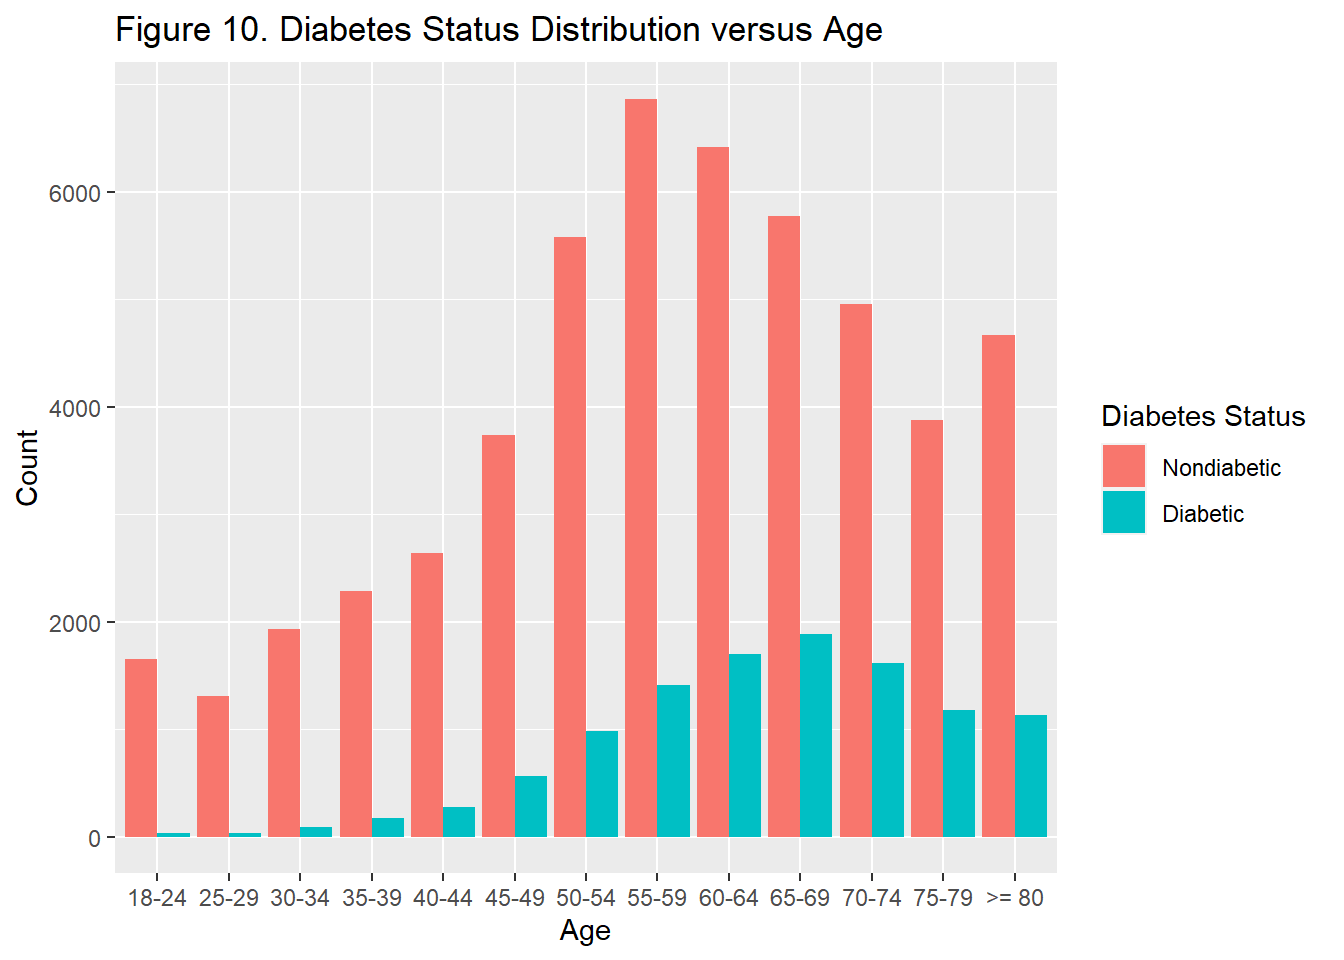 Figure 10. Diabetes Status Distribution versus Age
Count
6000
4000
2000
0
18-24 25-29 30-34 35-39 40-44 45-49 50-54 55-59 60-64 65-69 70-74 75-79 >= 80
Age
Diabetes Status
Nondiabetic
Diabetic